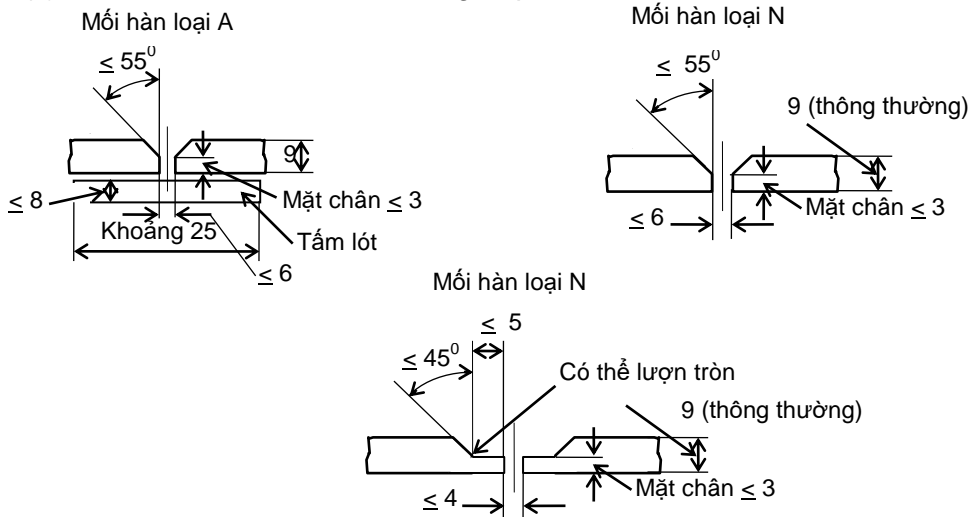 Mối hàn loại A
≤ 55⁰
9
≤ 8
Mặt chân ≤ 3
Khoảng 25
Tấm lót
≤ 6
Mối hàn loại N
≤ 55⁰
9 (thông thường)
Mặt chân ≤ 3
≤ 6
Mối hàn loại N
≤ 5
≤ 45⁰
Có thể lượn tròn
9 (thông thường)
Mặt chân ≤ 3
≤ 4